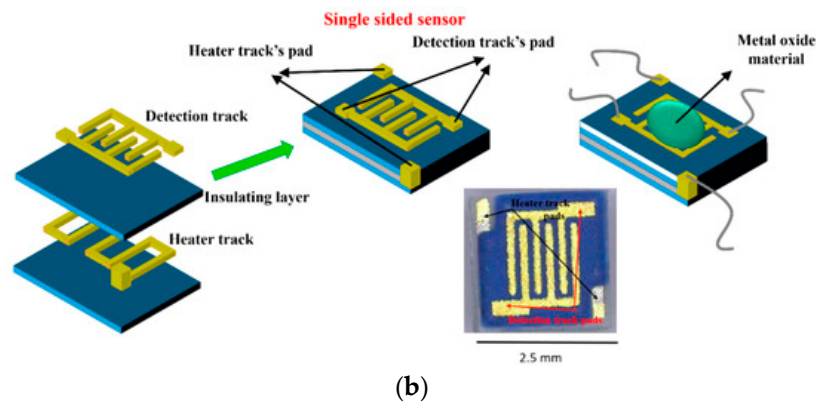 Single sided sensor
Heater track's pad
Detection track's pad
Metal oxide
material
Detection track
Insulating layer
Heater track
Heater track
pads
Detection track pads
2.5 mm
(b)